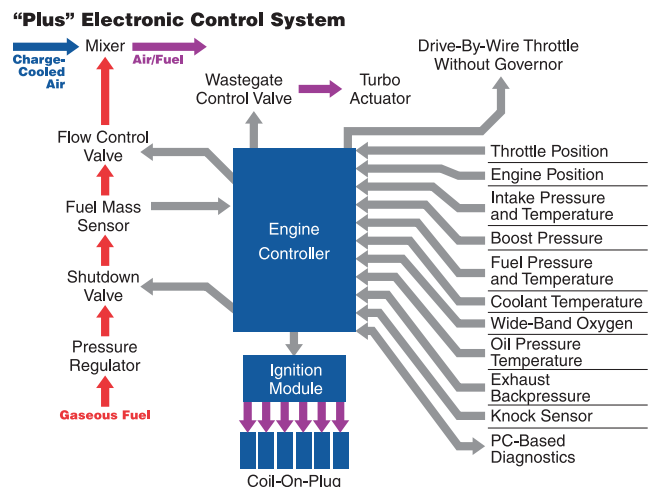 “Plus” Electronic Control System
Mixer
Charge-
Cooled
Air
Air/Fuel
Wastegate
Control Valve
Turbo
Actuator
Drive-By-Wire Throttle
Without Governor
Flow Control
Valve
Fuel Mass
Sensor
Shutdown
Valve
Pressure
Regulator
Gaseous Fuel
Engine
Controller
Ignition
Module
Coil-On-Plug
Throttle Position
Engine Position
Intake Pressure
and Temperature
Boost Pressure
Fuel Pressure
and Temperature
Coolant Temperature
Wide-Band Oxygen
Oil Pressure
Temperature
Exhaust
Backpressure
Knock Sensor
PC-Based
Diagnostics